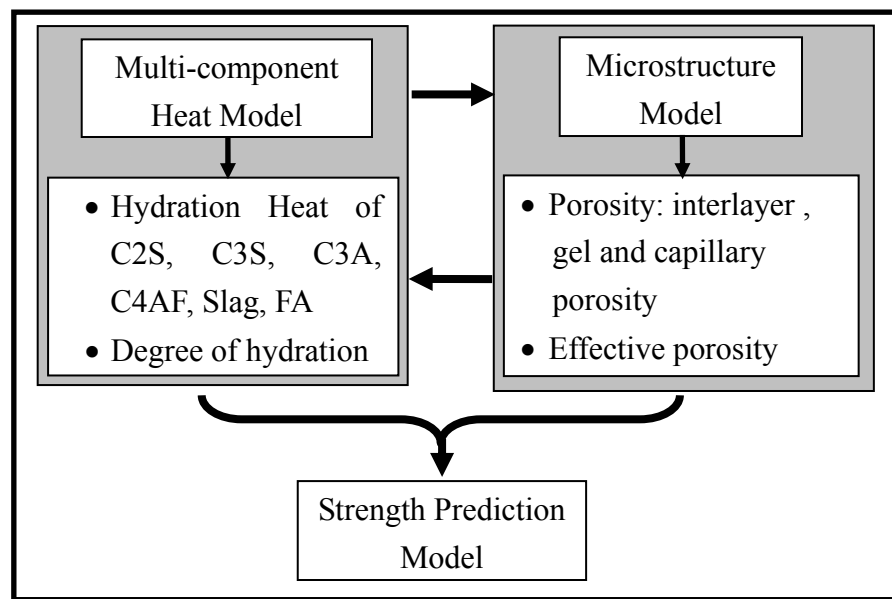 Multi-component
Heat Model
• Hydration Heat of
C2S, C3S, C3A,
C4AF, Slag, FA
• Degree of hydration
Microstructure
Model
• Porosity: interlayer ,
gel and capillary
porosity
• Effective porosity
Strength Prediction
Model